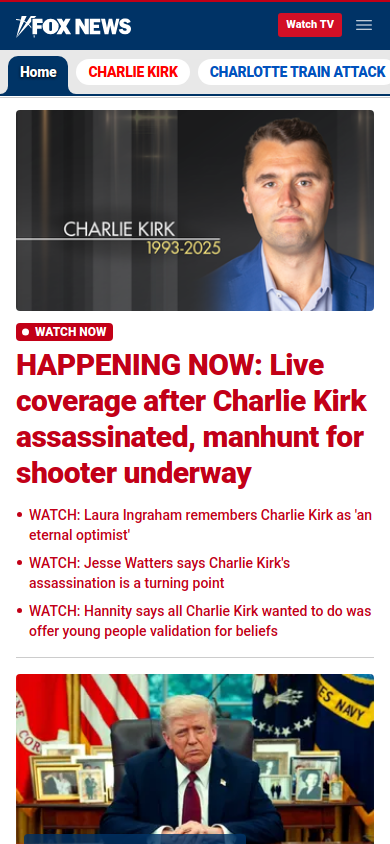 FOX NEWS
Watch TV
Home
CHARLIE KIRK
CHARLOTTE TRAIN ATTACK
CHARLIE KIRK
1993-2025
WATCH NOW
HAPPENING NOW: Live
coverage after Charlie Kirk
assassinated, manhunt for
shooter underway
WATCH: Laura Ingraham remembers Charlie Kirk as 'an
eternal optimist'
WATCH: Jesse Watters says Charlie Kirk's
assassination is a turning point
WATCH: Hannity says all Charlie Kirk wanted to do was
offer young people validation for beliefs
ES NAVY